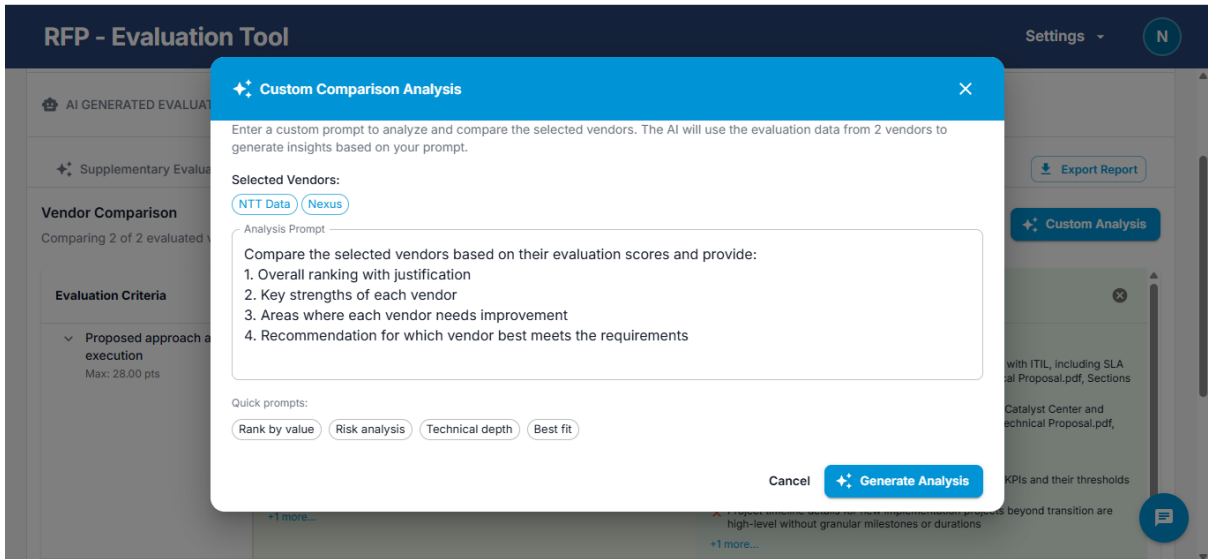 RFP - Evaluation Tool
Settings
N
Custom Comparison Analysis
AI GENERATED
Enter a custom prompt to analyze and compare the selected vendors. The AI will use the evaluation data from 2 vendors to
generate insights based on your prompt.
Supplementary
Export Report
Selected Vendors:
NTT Data Nexus
Vendor Comparison
Comparing 2 of 2 evaluated
Custom Analysis
Analysis Prompt
Compare the selected vendors based on their evaluation scores and provide:
1. Overall ranking with justification
2. Key strengths of each vendor
3. Areas where each vendor needs improvement
4. Recommendation for which vendor best meets the requirements
Evaluation Criteria
Proposed approach
execution
Max: 28.00 pts
with ITIL, including SLA
Proposal.pdf, Sections
Catalyst Center and
Proposal.pdf,
Quick prompts:
Rank by value Risk analysis Technical depth Best fit
Cancel Generate Analysis
KPIs and their thresholds
+1 more...
Project timeline details for new implementation projects beyond transition are
high-level without granular milestones or durations
+1 more...